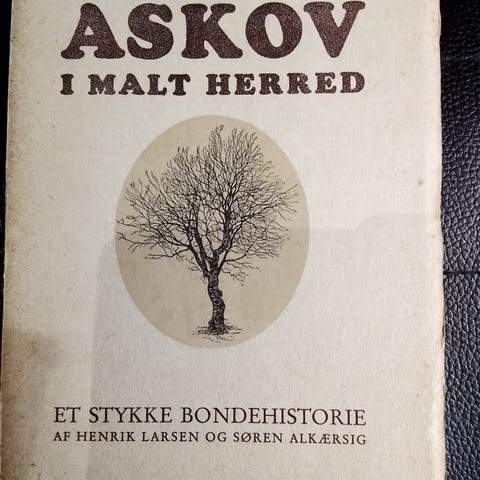 ASKOV
I MALT HERRED
ET STYKKE BONDEHISTORIE
AF HENRIK LARSEN OG SØREN ALKÆRSIG